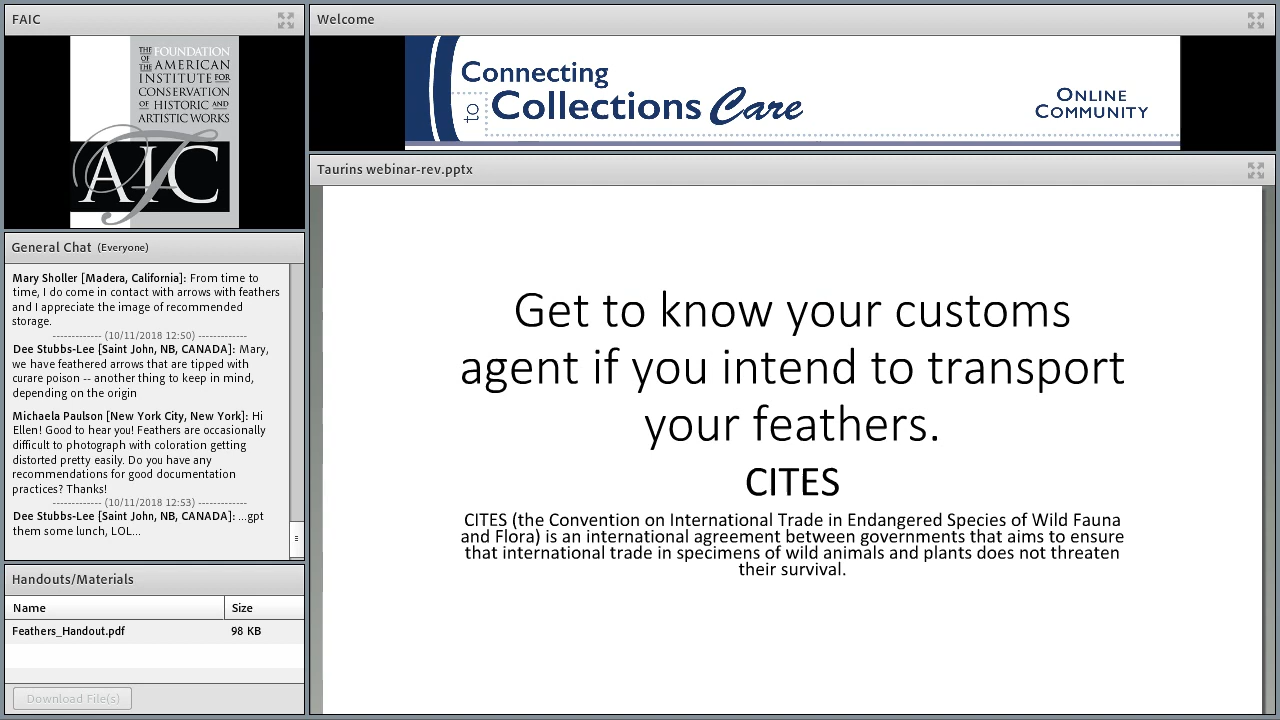 FAIC
THE FOUNDATION
OF THE AMERICAN
INSTITUTE FOR
CONSERVATION
OF HISTORIC AND
ARTISTIC WORKS
FAIC
General Chat (Everyone)
Mary Sholler [Madera, California]: From time to
time, I do come in contact with arrows with feathers
and I appreciate the image of recommended
storage.
------------- (10/11/2018 12:50) -------------
Dee Stubbs-Lee [Saint John, NB, CANADA]: Mary,
we have feathered arrows that are tipped with
curare poison -- another thing to keep in mind,
depending on the origin
Michaela Paulson [New York City, New York]: Hi
Ellen! Good to hear you! Feathers are occasionally
difficult to photograph with coloration getting
distorted pretty easily. Do you have any
recommendations for good documentation
practices? Thanks!
------------- (10/11/2018 12:53) -------------
Dee Stubbs-Lee [Saint John, NB, CANADA]: ...gpt
them some lunch, LOL...
Handouts/Materials
Name Size
Feathers_Handout.pdf 98 KB
Download File(s)
Welcome
Connecting
to Collections Care
ONLINE
COMMUNITY
Taurins webinar-rev.pptx
Get to know your customs
agent if you intend to transport
your feathers.
CITES
CITES (the Convention on International Trade in Endangered Species of Wild Fauna
and Flora) is an international agreement between governments that aims to ensure
that international trade in specimens of wild animals and plants does not threaten
their survival.